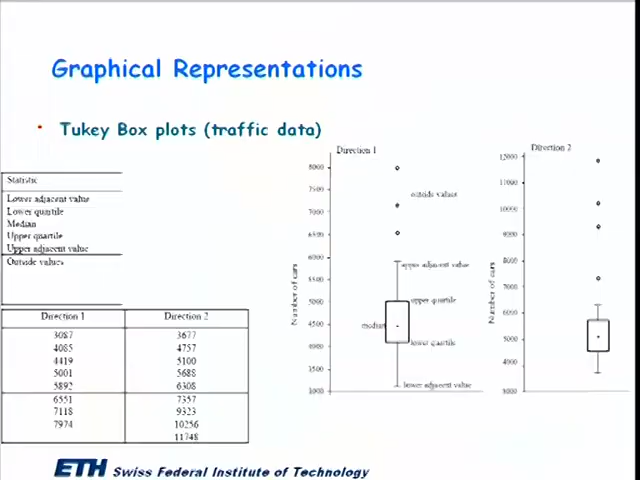 Graphical Representations
• Tukey Box plots (traffic data)
Statistic
Lower adjacent value
Lower quartile
Median
Upper quartile
Upper adjacent value
Outside values
Direction 1 Direction 2
3087 3677
4085 4757
4419 5100
5001 5688
5892 6308
6551 7357
7118 9323
7974 10256
11748
Direction 1
Number of cars
8000
7500
7000
6500
6000
5500
5000
4500
4000
3500
3000
outside values
upper adjacent value
upper quartile
median
lower quartile
lower adjacent value
Direction 2
Number of cars
12000
11000
10000
9000
8000
7000
6000
5000
4000
3000
ETH Swiss Federal Institute of Technology